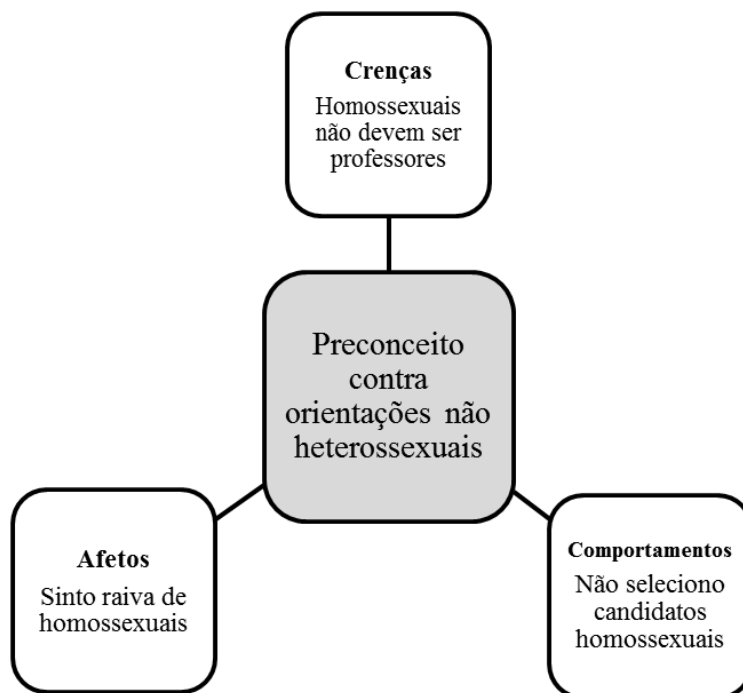 Crenças
Homossexuais
não devem ser
professores
Preconceito
contra
orientações não
heterossexuais
Afetos
Sinto raiva de
homossexuais
Comportamentos
Não seleciono
candidatos
homossexuais